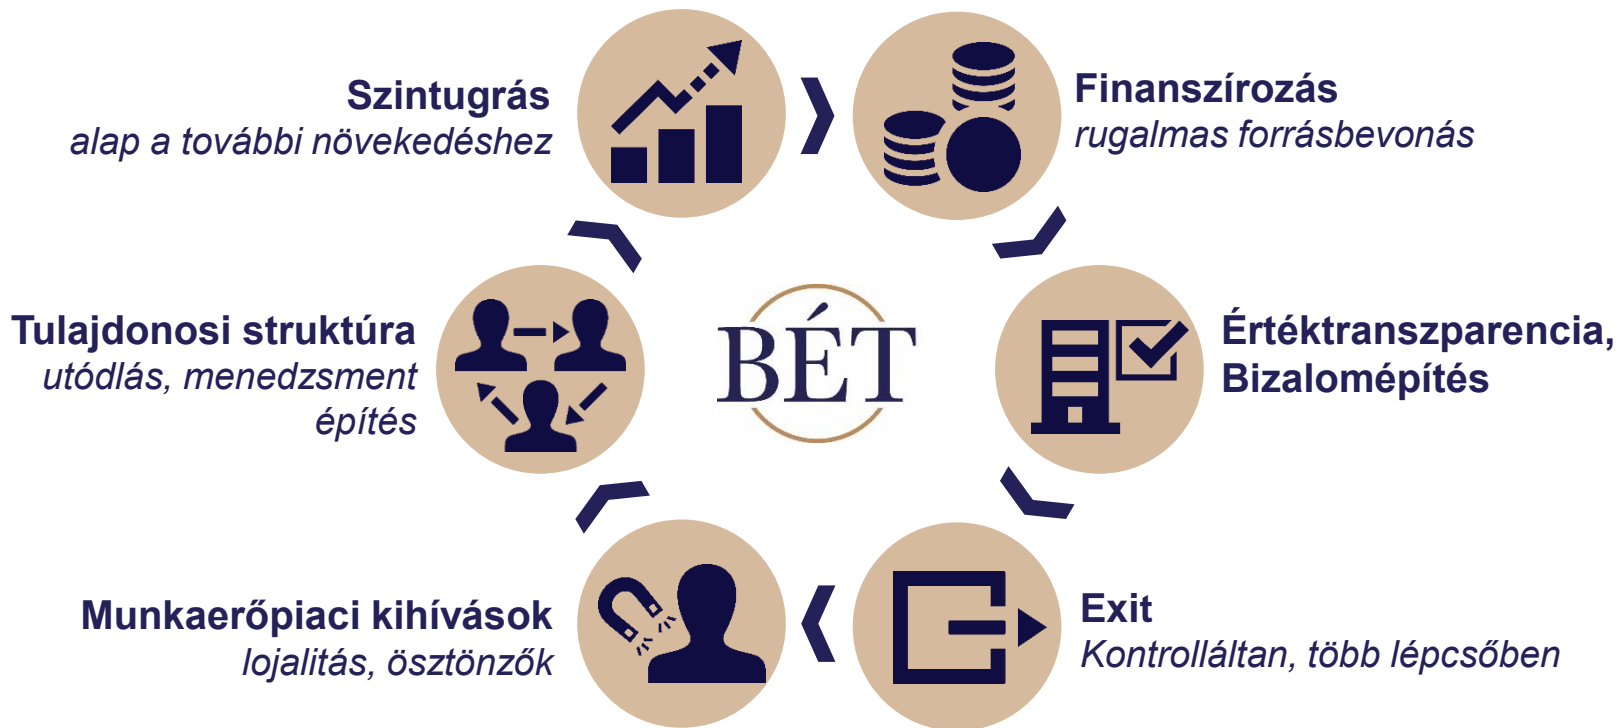 Szintugrás
alap a további növekedéshez
Finanszírozás
rugalmas forrásbevonás
Tulajdonosi struktúra
utódlás, menedzsment
építés
BÉT
Értéktranszparencia,
Bizalomépítés
Munkaerőpiaci kihívások
lojalitás, ösztönzők
Exit
Kontrolláltan, több lépcsőben